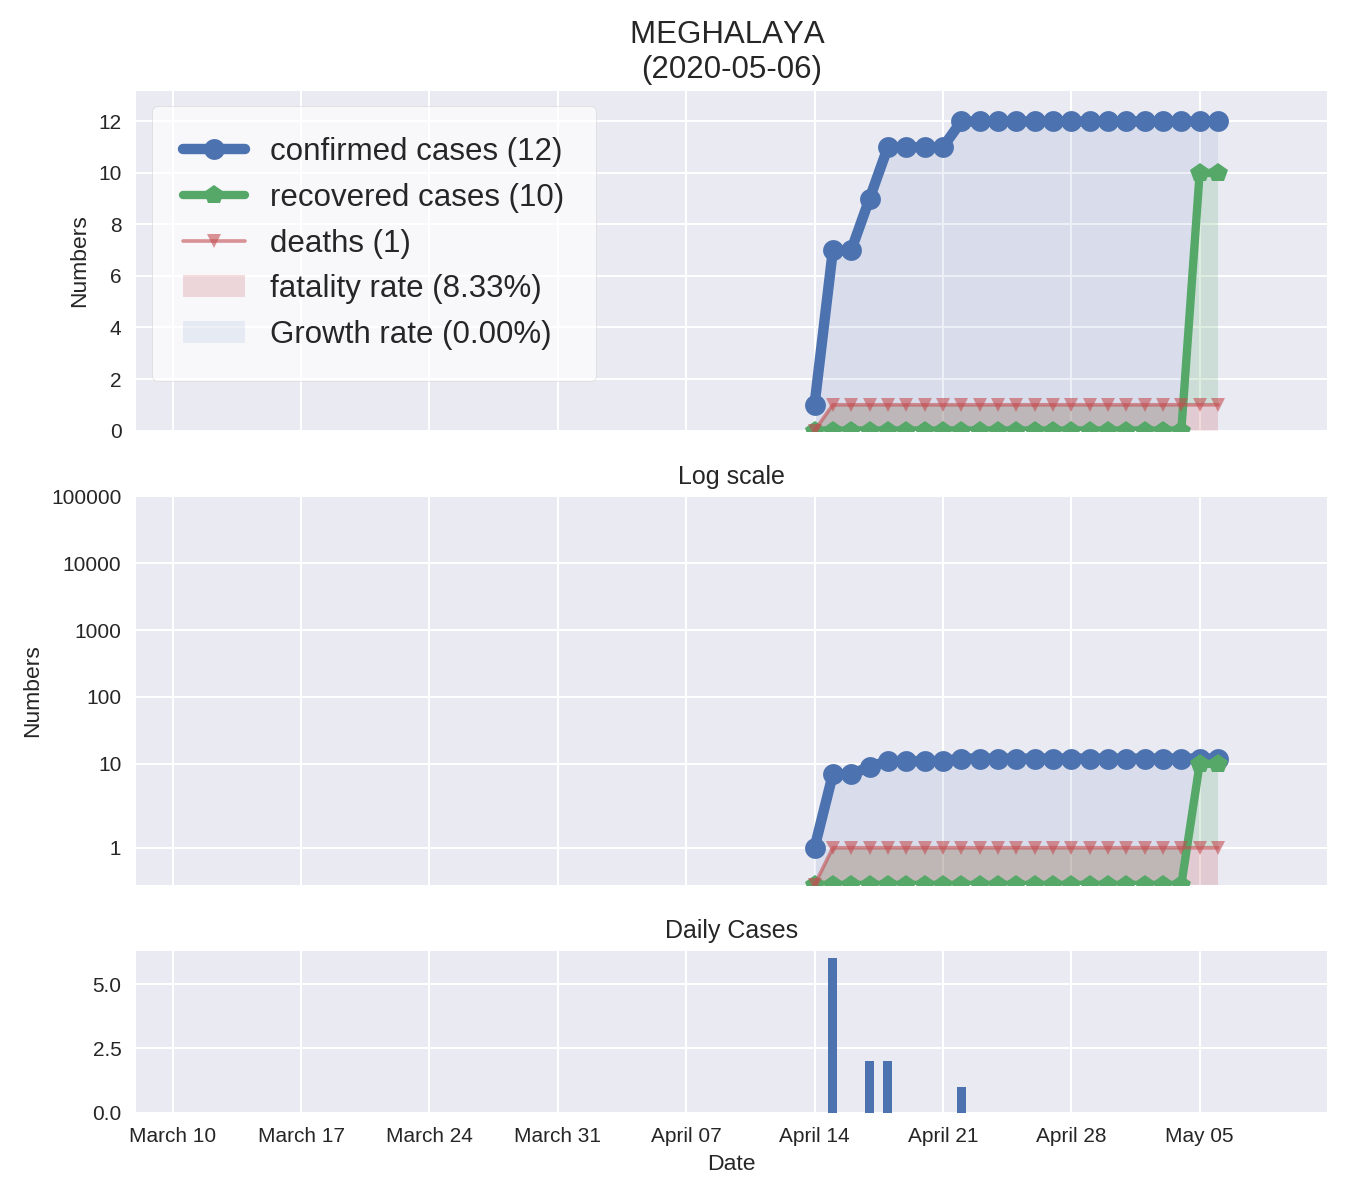 MEGHALAYA
(2020-05-06)
Numbers
12
10
8
6
4
2
0
confirmed cases (12)
recovered cases (10)
deaths (1)
fatality rate (8.33%)
Growth rate (0.00%)
Log scale
Numbers
100000
10000
1000
100
10
1
Daily Cases
5.0
2.5
0.0
March 10 March 17 March 24 March 31 April 07 April 14 April 21 April 28 May 05
Date